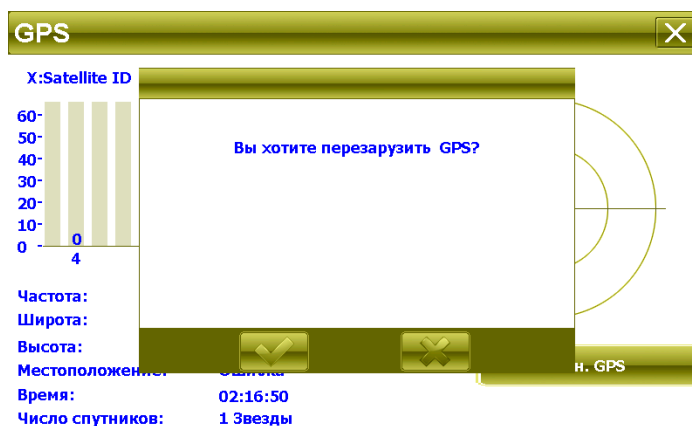 GPS
X:Satellite ID
60
50
40
30
20
10
0
0
4
Вы хотите перезарузить GPS?
Частота:
Широта:
Высота:
Местоположение:
Время: 02:16:50
Число спутников: 1 Звезды
н. GPS